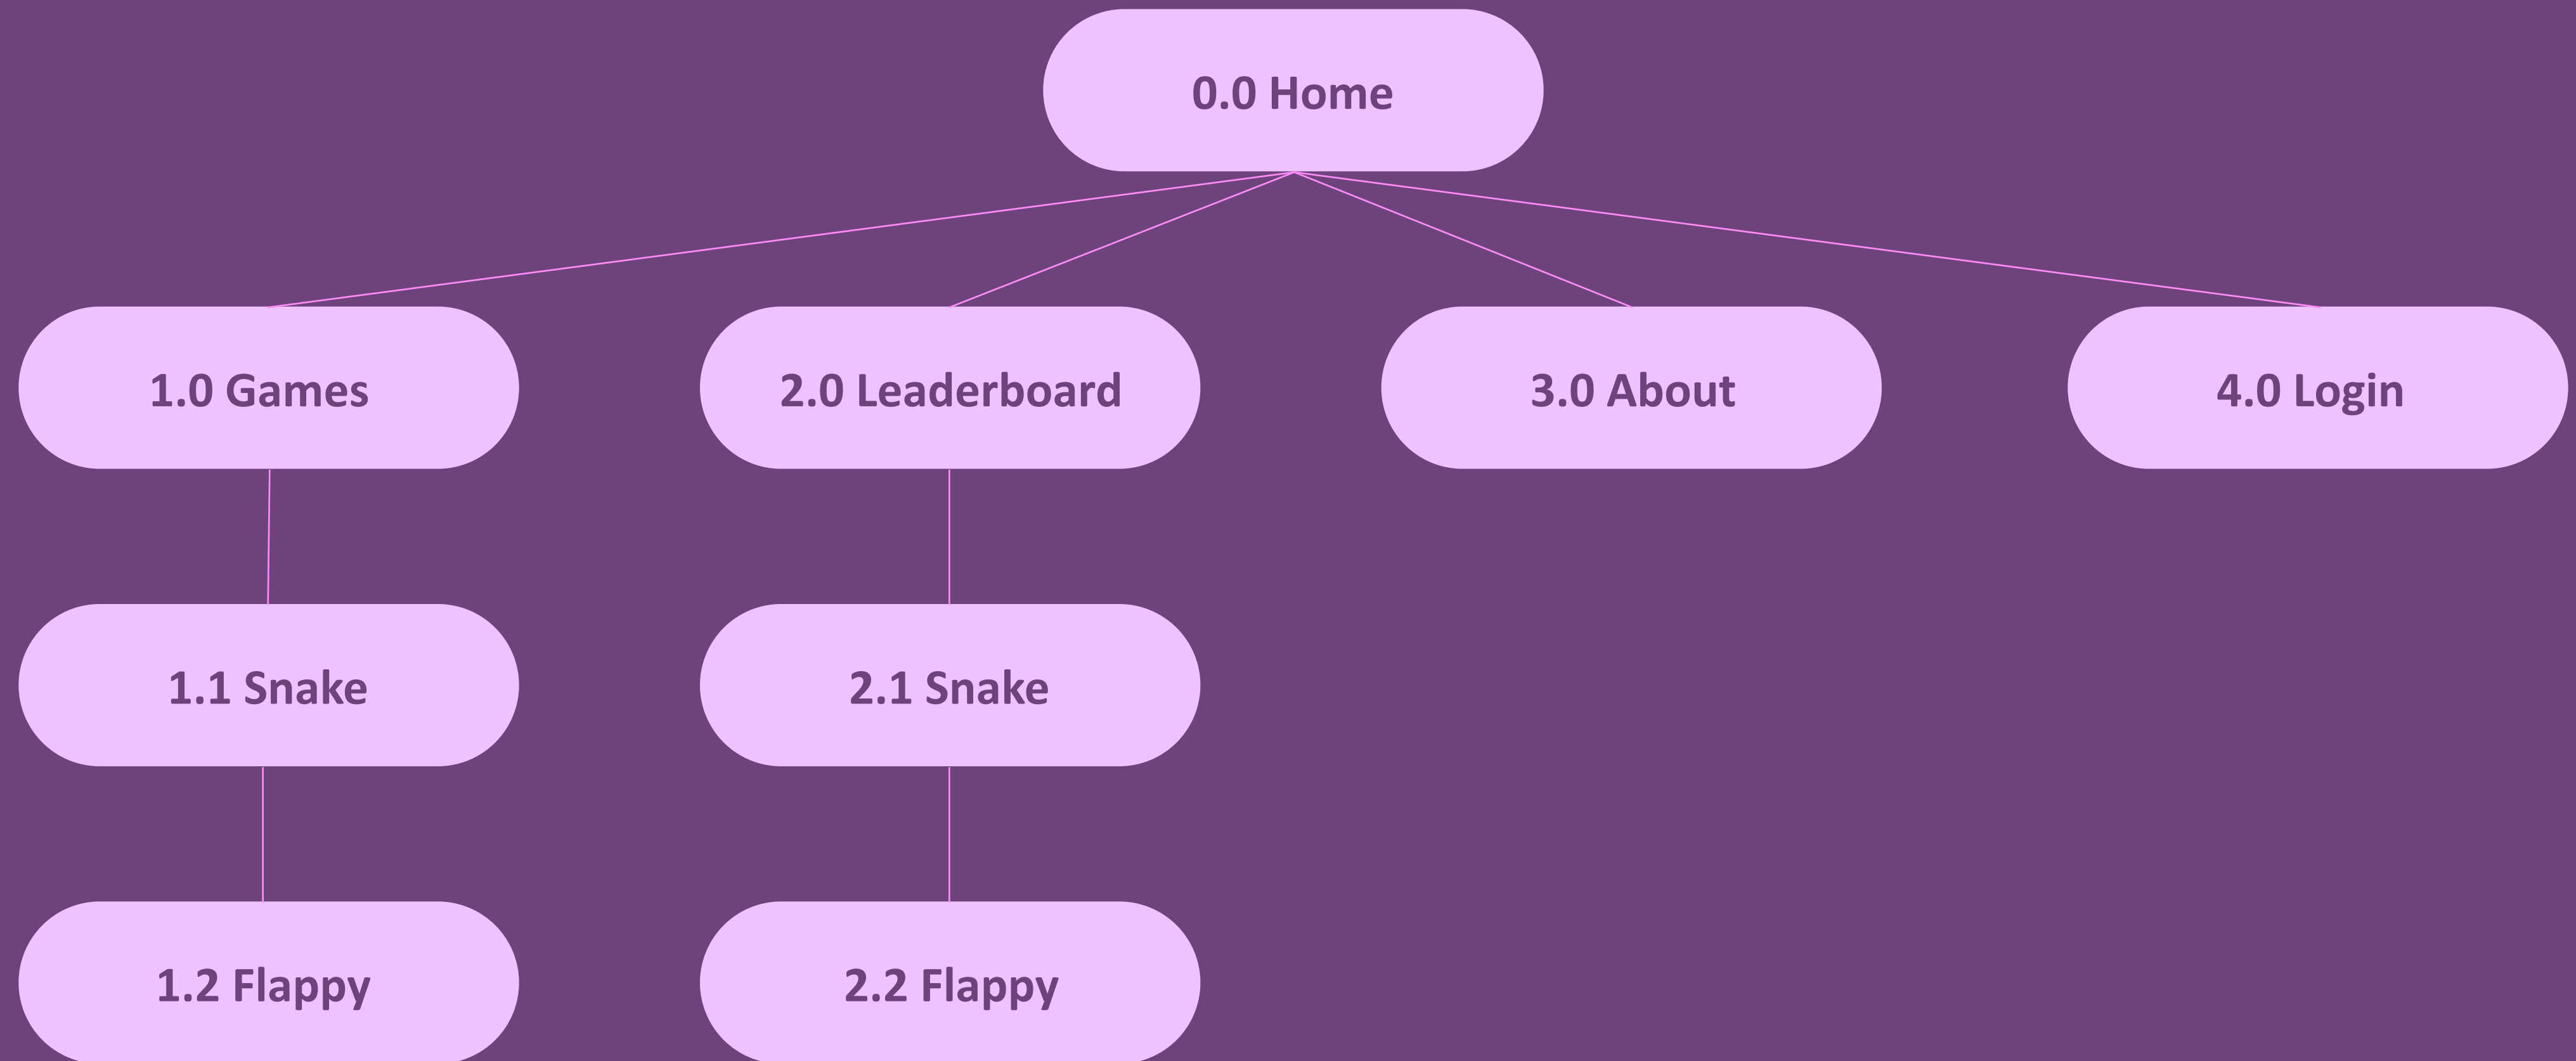 0.0 Home
1.0 Games
2.0 Leaderboard
3.0 About
4.0 Login
1.1 Snake
2.1 Snake
1.2 Flappy
2.2 Flappy